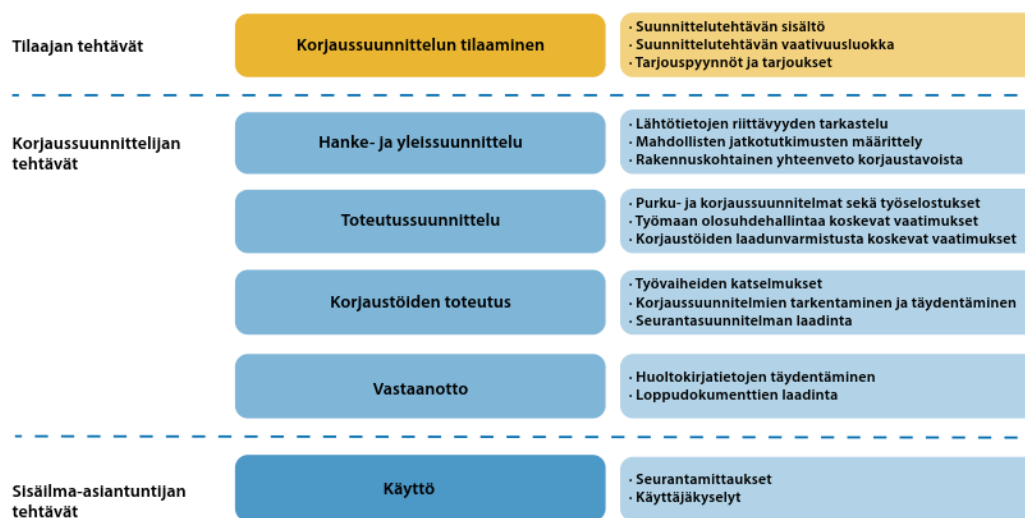 Tilaajan tehtävät
Korjaussuunnittelun tilaaminen
· Suunnittelutehtävän sisältö
· Suunnittelutehtävän vaativuusluokka
· Tarjouspyynnöt ja tarjoukset
Korjaussuunnittelijan
tehtävät
Hanke- ja yleissuunnittelu
· Lähtötietojen riittävyyden tarkastelu
· Mahdollisten jatkotutkimusten määrittely
· Rakennuskohtainen yhteenveto korjaustavoista
Toteutussuunnittelu
· Purku- ja korjaussuunnitelmat sekä työselostukset
· Työmaan olosuhdehallintaa koskevat vaatimukset
· Korjaustöiden laadunvarmistusta koskevat vaatimukset
Korjaustöiden toteutus
· Työvaiheiden katselmukset
· Korjaussuunnitelmien tarkentaminen ja täydentäminen
· Seurantasuunnitelman laadinta
Vastaanotto
· Huoltokirjatietojen täydentäminen
· Loppudokumenttien laadinta
Sisäilma-asiantuntijan
tehtävät
Käyttö
· Seurantamittaukset
· Käyttäjäkyselyt